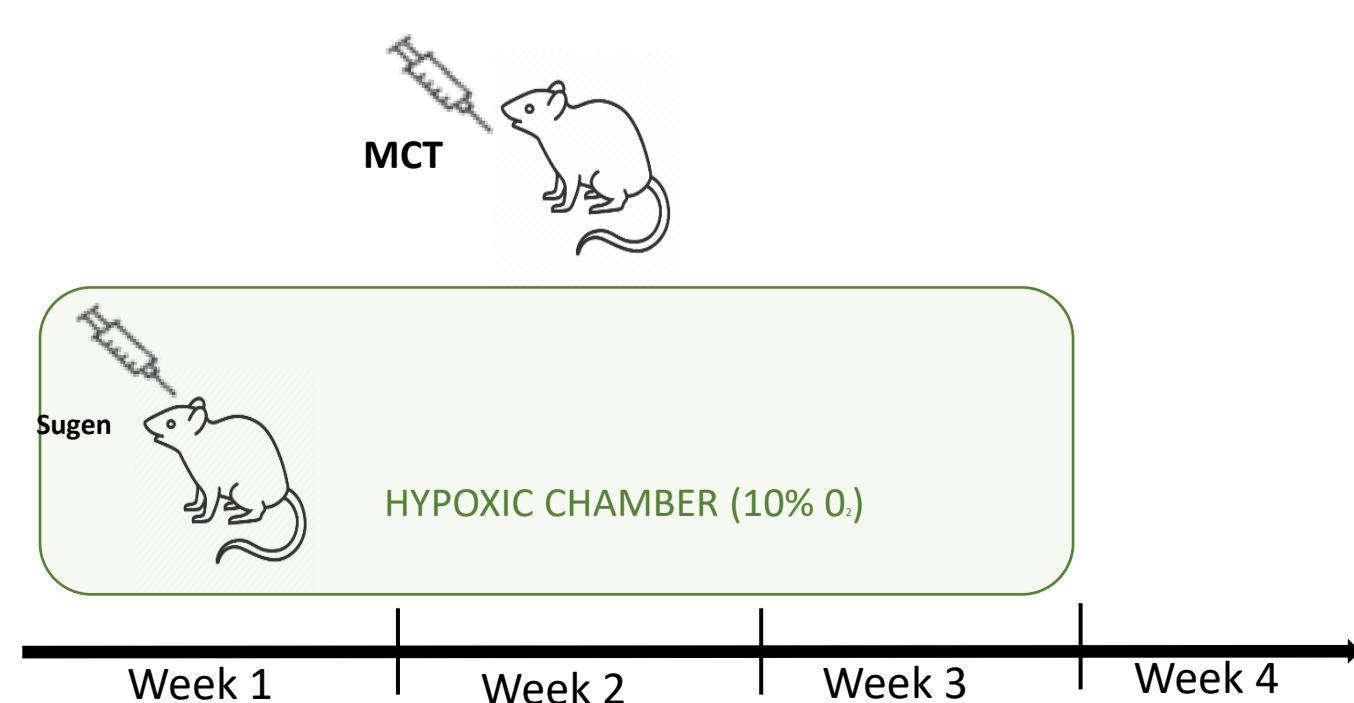 MCT
Sugen
HYPOXIC CHAMBER (10% 0₂)
Week 1
Week 2
Week 3
Week 4